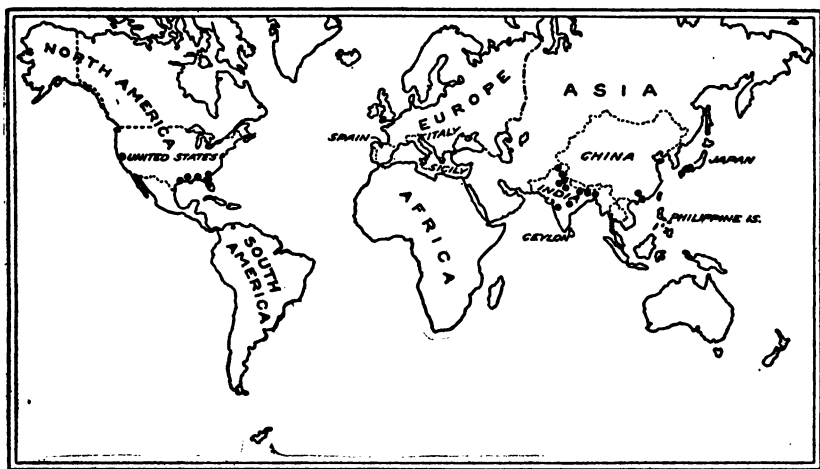 NORTH AMERICA
UNITED STATES
SOUTH
AMERICA
EUROPE
SPAIN
ITALY
SICILY
AFRICA
ASIA
CHINA
JAPAN
INDIA
CEYLON
PHILIPPINE IS.